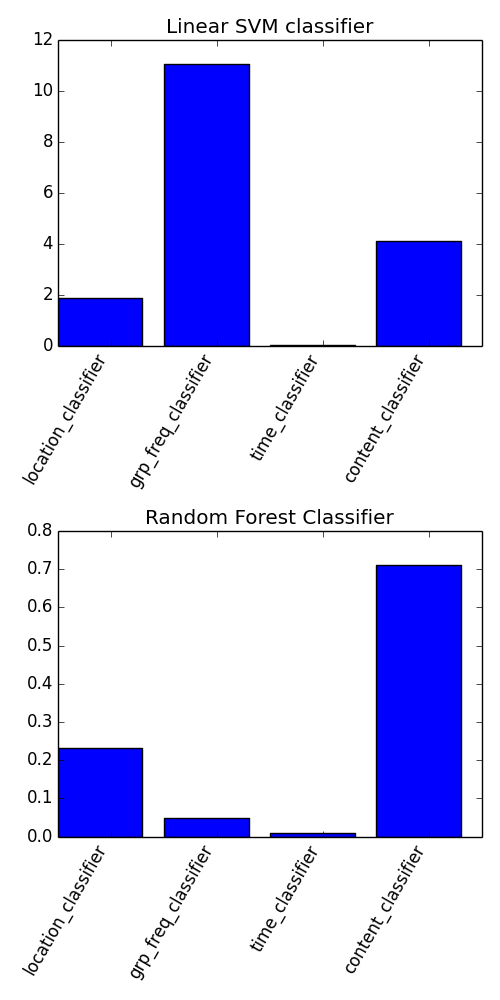 Linear SVM classifier
12
10
8
6
4
2
0
location_classifier
grp_freq_classifier
time_classifier
content_classifier
Random Forest Classifier
0.8
0.7
0.6
0.5
0.4
0.3
0.2
0.1
0.0
location_classifier
grp_freq_classifier
time_classifier
content_classifier